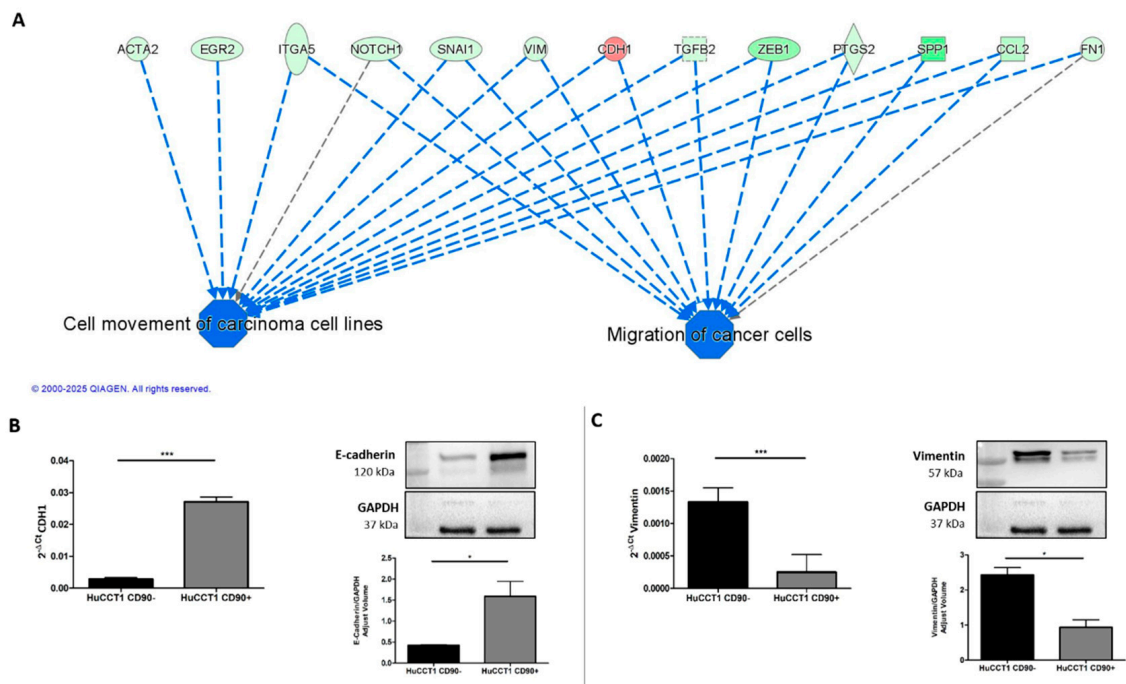 A
ACTA2 EGR2 ITGA5 NOTCH1 SNAI1 VIM CDH1 TGFB2 ZEB1 PTGS2 SPP1 CCL2 FN1
Cell movement of carcinoma cell lines
Migration of cancer cells
© 2000-2025 QIAGEN. All rights reserved.
B
2^-ΔCt CDH1
0.04
0.03
0.02
0.01
0.00
***
HuCCT1 CD90- HuCCT1 CD90+
E-cadherin
120 kDa
GAPDH
37 kDa
E-Cadherin/GAPDH
Adjust Volume
2.5
2.0
1.5
1.0
0.5
0.0
*
HuCCT1 CD90- HuCCT1 CD90+
C
2^-ΔCt Vimentin
0.0020
0.0015
0.0010
0.0005
0.0000
***
HuCCT1 CD90- HuCCT1 CD90+
Vimentin
57 kDa
GAPDH
37 kDa
Vimentin/GAPDH
Adjust Volume
3
2
1
0
*
HuCCT1 CD90- HuCCT1 CD90+